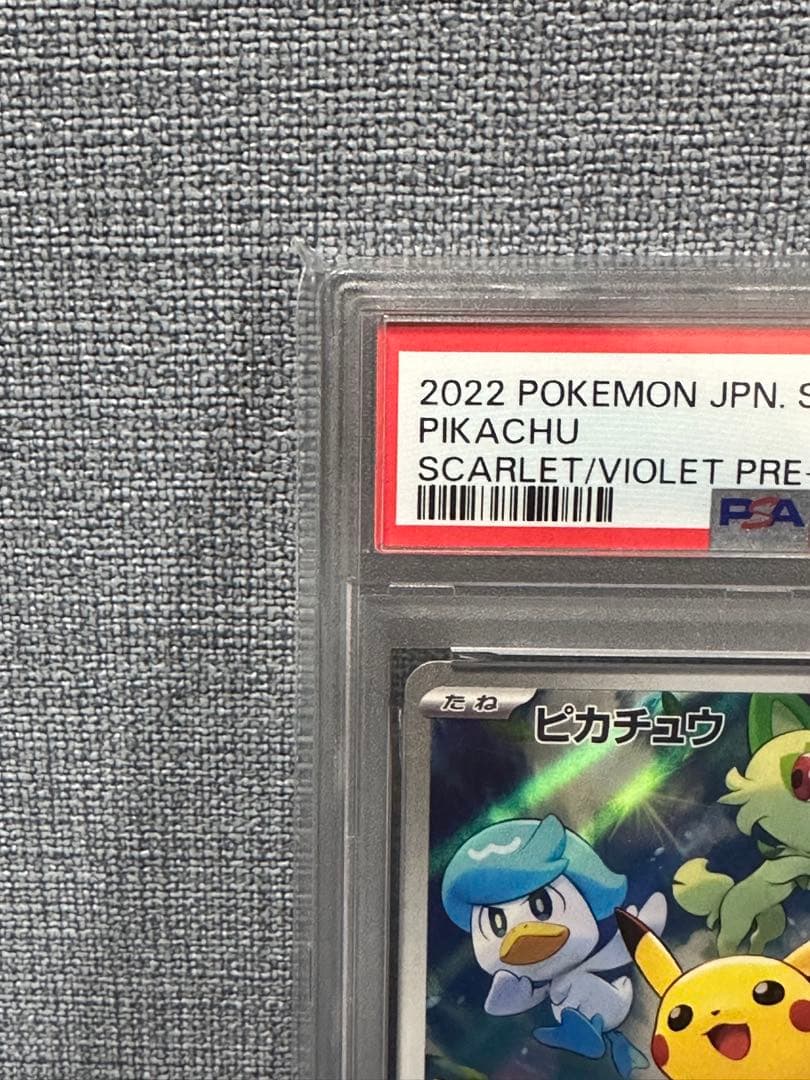 2022 POKEMON JPN. S
PIKACHU
SCARLET/VIOLET PRE-
PSA
たね ピカチュウ